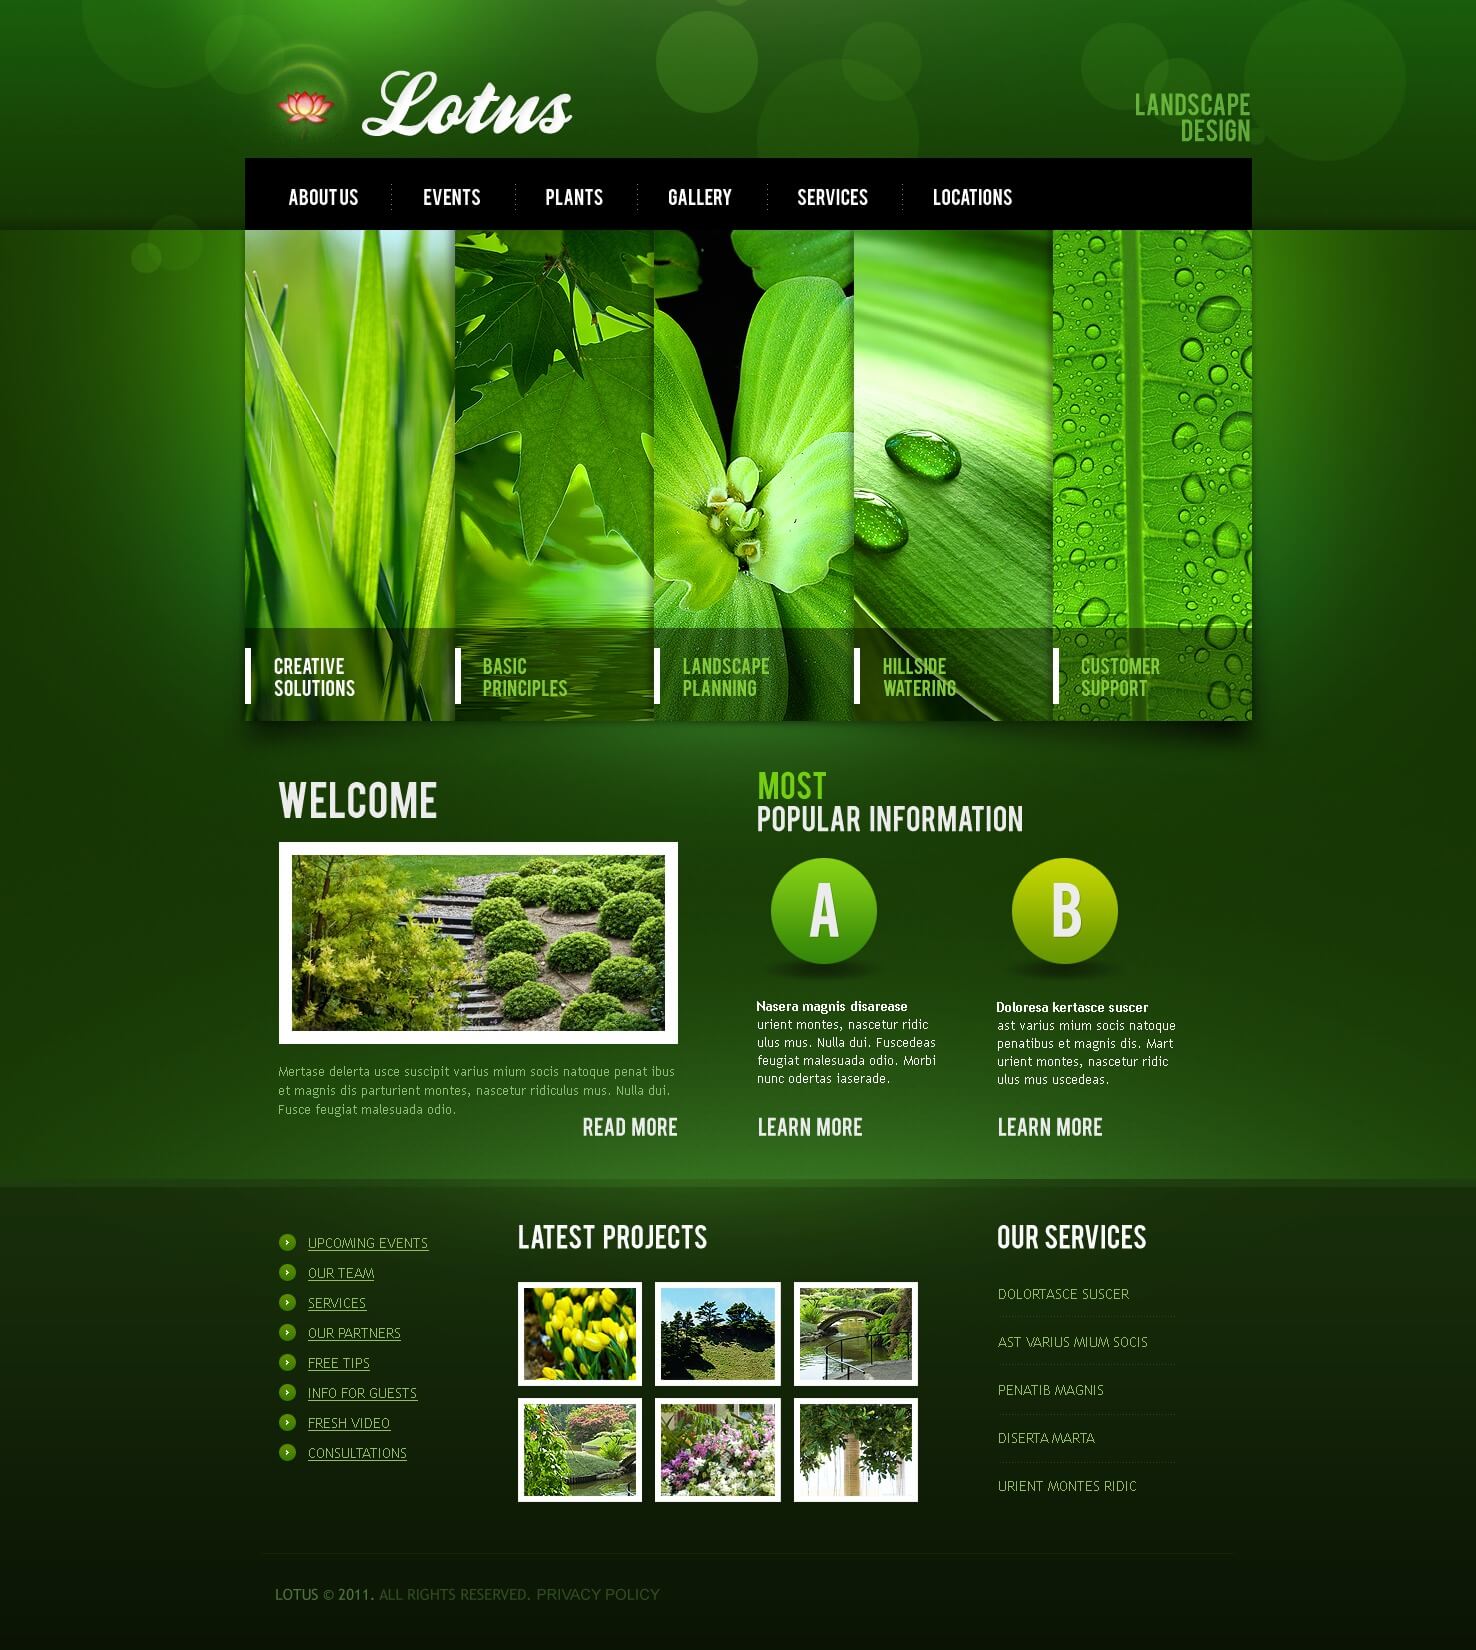 Lotus
LANDSCAPE
DESIGN
ABOUT US
EVENTS
PLANTS
GALLERY
SERVICES
LOCATIONS
CREATIVE
SOLUTIONS
BASIC
PRINCIPLES
LANDSCAPE
PLANNING
HILLSIDE
WATERING
CUSTOMER
SUPPORT
WELCOME
Mertase delerta usce suscipit varius mium socis natoque penat ibus
et magnis dis parturient montes, nascetur ridiculus mus. Nulla dui.
Fusce feugiat malesuada odio.
READ MORE
MOST
POPULAR INFORMATION
A
Nasera magnis disarease
urient montes, nascetur ridic
ulus mus. Nulla dui. Fuscedeas
feugiat malesuada odio. Morbi
nunc odertas iaserade.
LEARN MORE
B
Doloresa kertasce suscer
ast varius mium socis natoque
penatibus et magnis dis. Mart
urient montes, nascetur ridic
ulus mus uscedeas.
LEARN MORE
UPCOMING EVENTS
OUR TEAM
SERVICES
OUR PARTNERS
FREE TIPS
INFO FOR GUESTS
FRESH VIDEO
CONSULTATIONS
LATEST PROJECTS
OUR SERVICES
DOLORTASCE SUSCER
AST VARIUS MIUM SOCIS
PENATIB MAGNIS
DISERTA MARTA
URIENT MONTES RIDIC
LOTUS © 2011. ALL RIGHTS RESERVED. PRIVACY POLICY